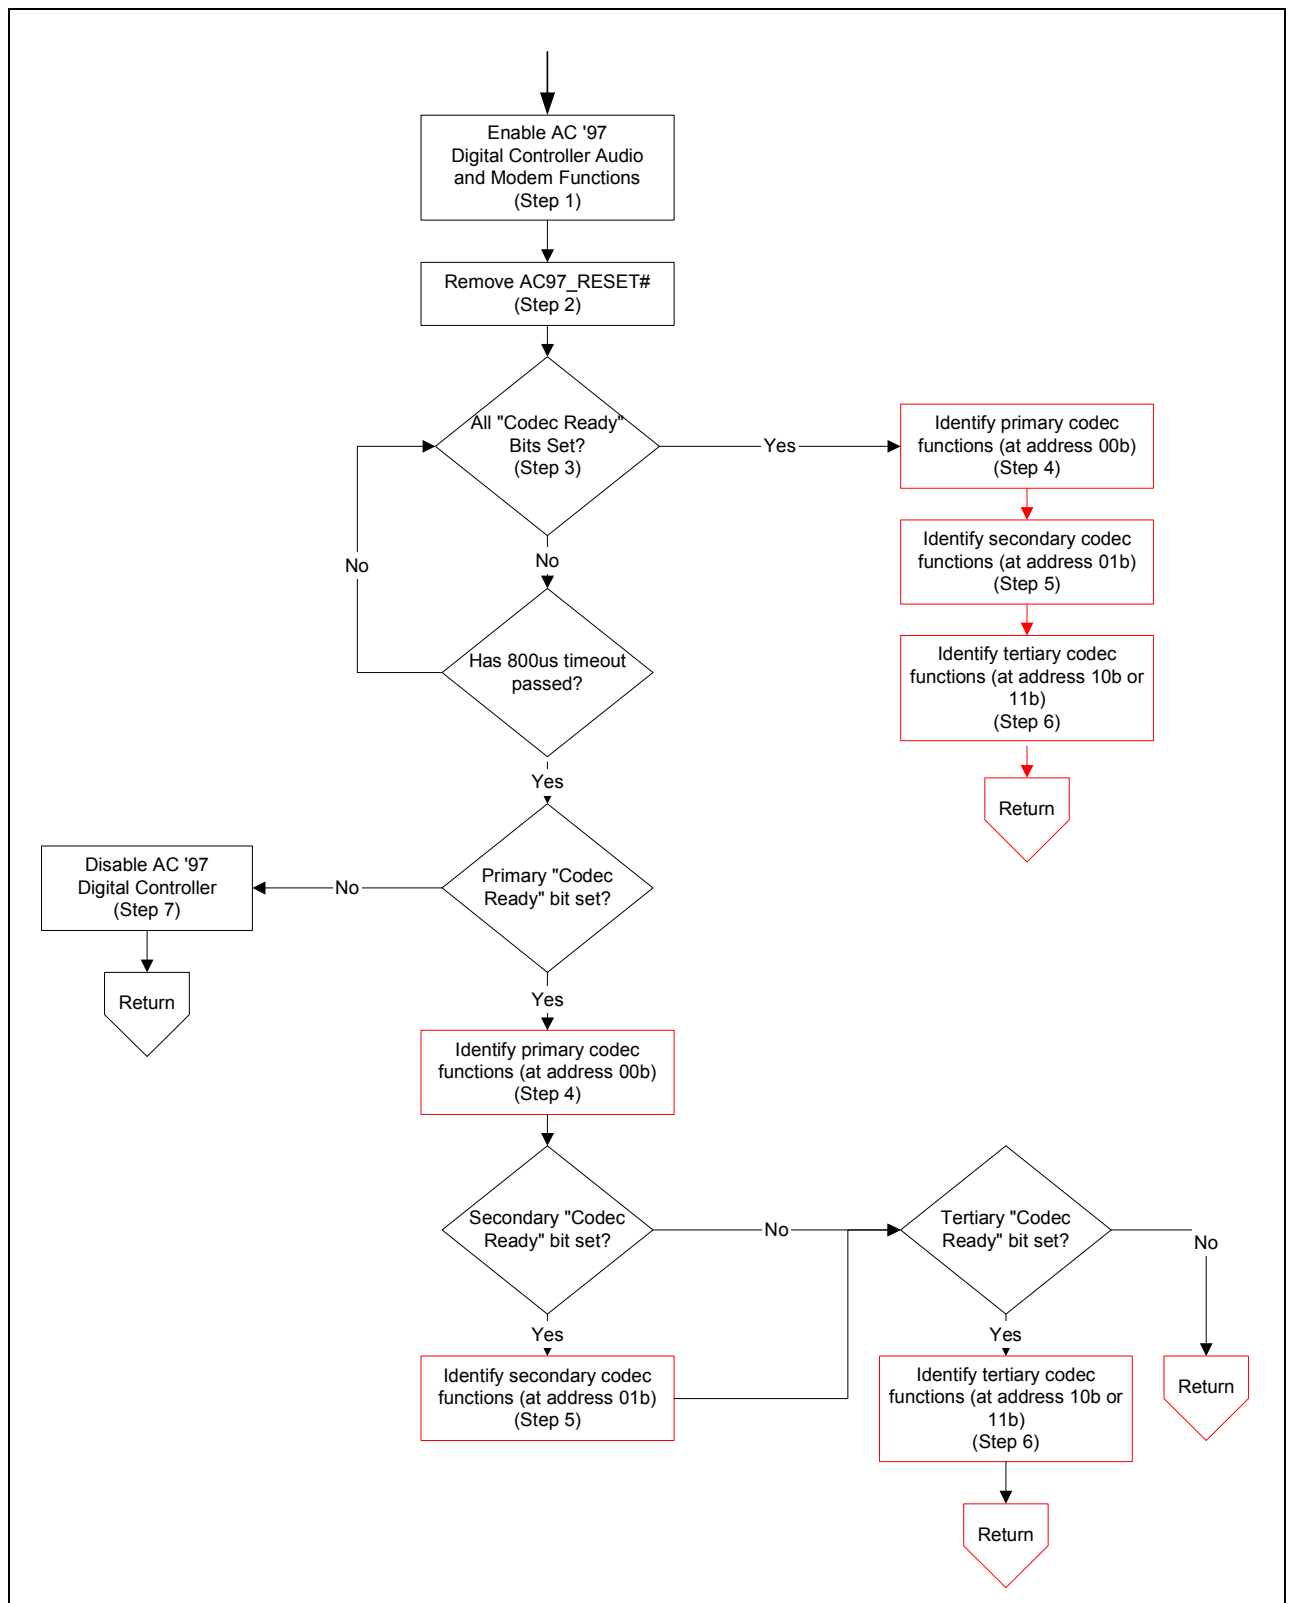 Enable AC '97
Digital Controller Audio
and Modem Functions
(Step 1)
Remove AC97_RESET#
(Step 2)
All "Codec Ready"
Bits Set?
(Step 3)
Yes
Identify primary codec
functions (at address 00b)
(Step 4)
Identify secondary codec
functions (at address 01b)
(Step 5)
Identify tertiary codec
functions (at address 10b or
11b)
(Step 6)
Return
No
No
Has 800us timeout
passed?
Yes
Primary "Codec
Ready" bit set?
No
Disable AC '97
Digital Controller
(Step 7)
Return
Yes
Identify primary codec
functions (at address 00b)
(Step 4)
Secondary "Codec
Ready" bit set?
No
Tertiary "Codec
Ready" bit set?
No
Yes
Identify secondary codec
functions (at address 01b)
(Step 5)
Yes
Identify tertiary codec
functions (at address 10b or
11b)
(Step 6)
Return
Return